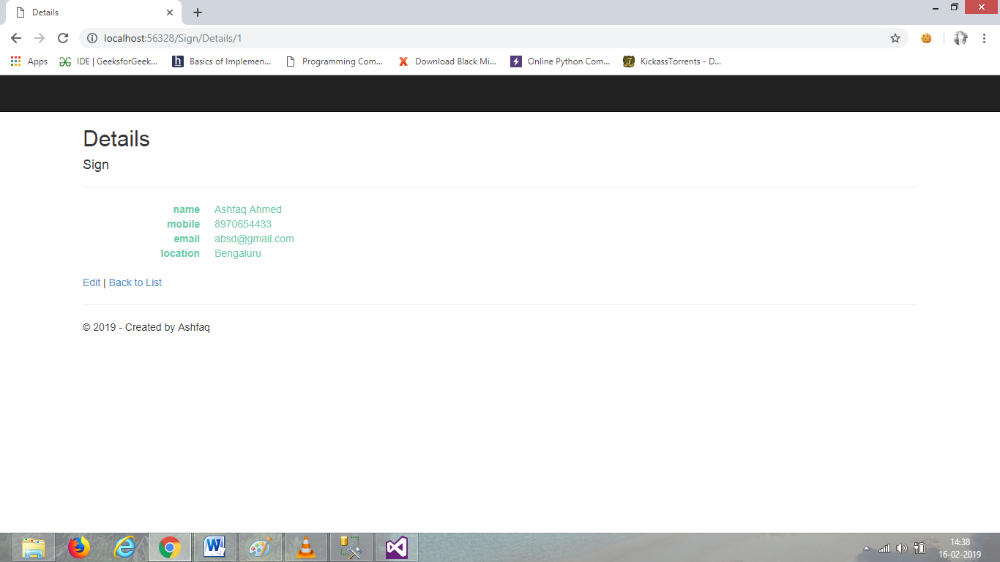 Details
localhost:56328/Sign/Details/1
Apps IDE | GeeksforGeek... Basics of Implemen... Programming Com... Download Black Mi... Online Python Com... KickassTorrents - D...
Details
Sign
name Ashfaq Ahmed
mobile 8970654433
email absd@gmail.com
location Bengaluru
Edit | Back to List
© 2019 - Created by Ashfaq
14:38
16-02-2019